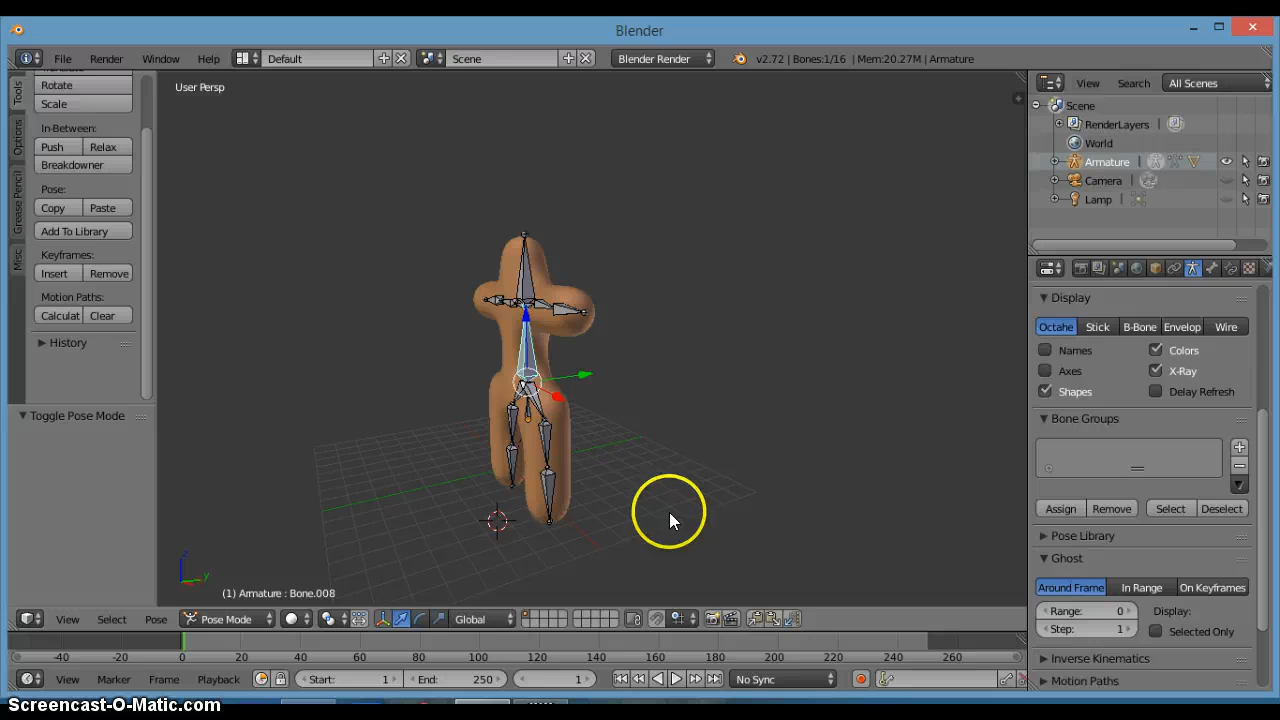 Blender
File Render Window Help Default Scene Blender Render v2.72 | Bones:1/16 | Mem:20.27M | Armature
Tools
Options
Grease Pencil
Misc
Rotate
Scale
In-Between:
Push Relax
Breakdowner
Pose:
Copy Paste
Add To Library
Keyframes:
Insert Remove
Motion Paths:
Calculat Clear
History
Toggle Pose Mode
User Persp
z
y
(1) Armature : Bone.008
View Select Pose Pose Mode Global
View Search All Scenes
Scene
RenderLayers
World
Armature
Camera
Lamp
Display
Octahe Stick B-Bone Envelop Wire
Names Colors
Axes X-Ray
Shapes Delay Refresh
Bone Groups
Assign Remove Select Deselect
Pose Library
Ghost
Around Frame In Range On Keyframes
Range: 0 Display:
Step: 1 Selected Only
Inverse Kinematics
Motion Paths
-40 -20 0 20 40 60 80 100 120 140 160 180 200 220 240 260
View Marker Frame Playback Start: 1 End: 250 1 No Sync
Screencast-O-Matic.com